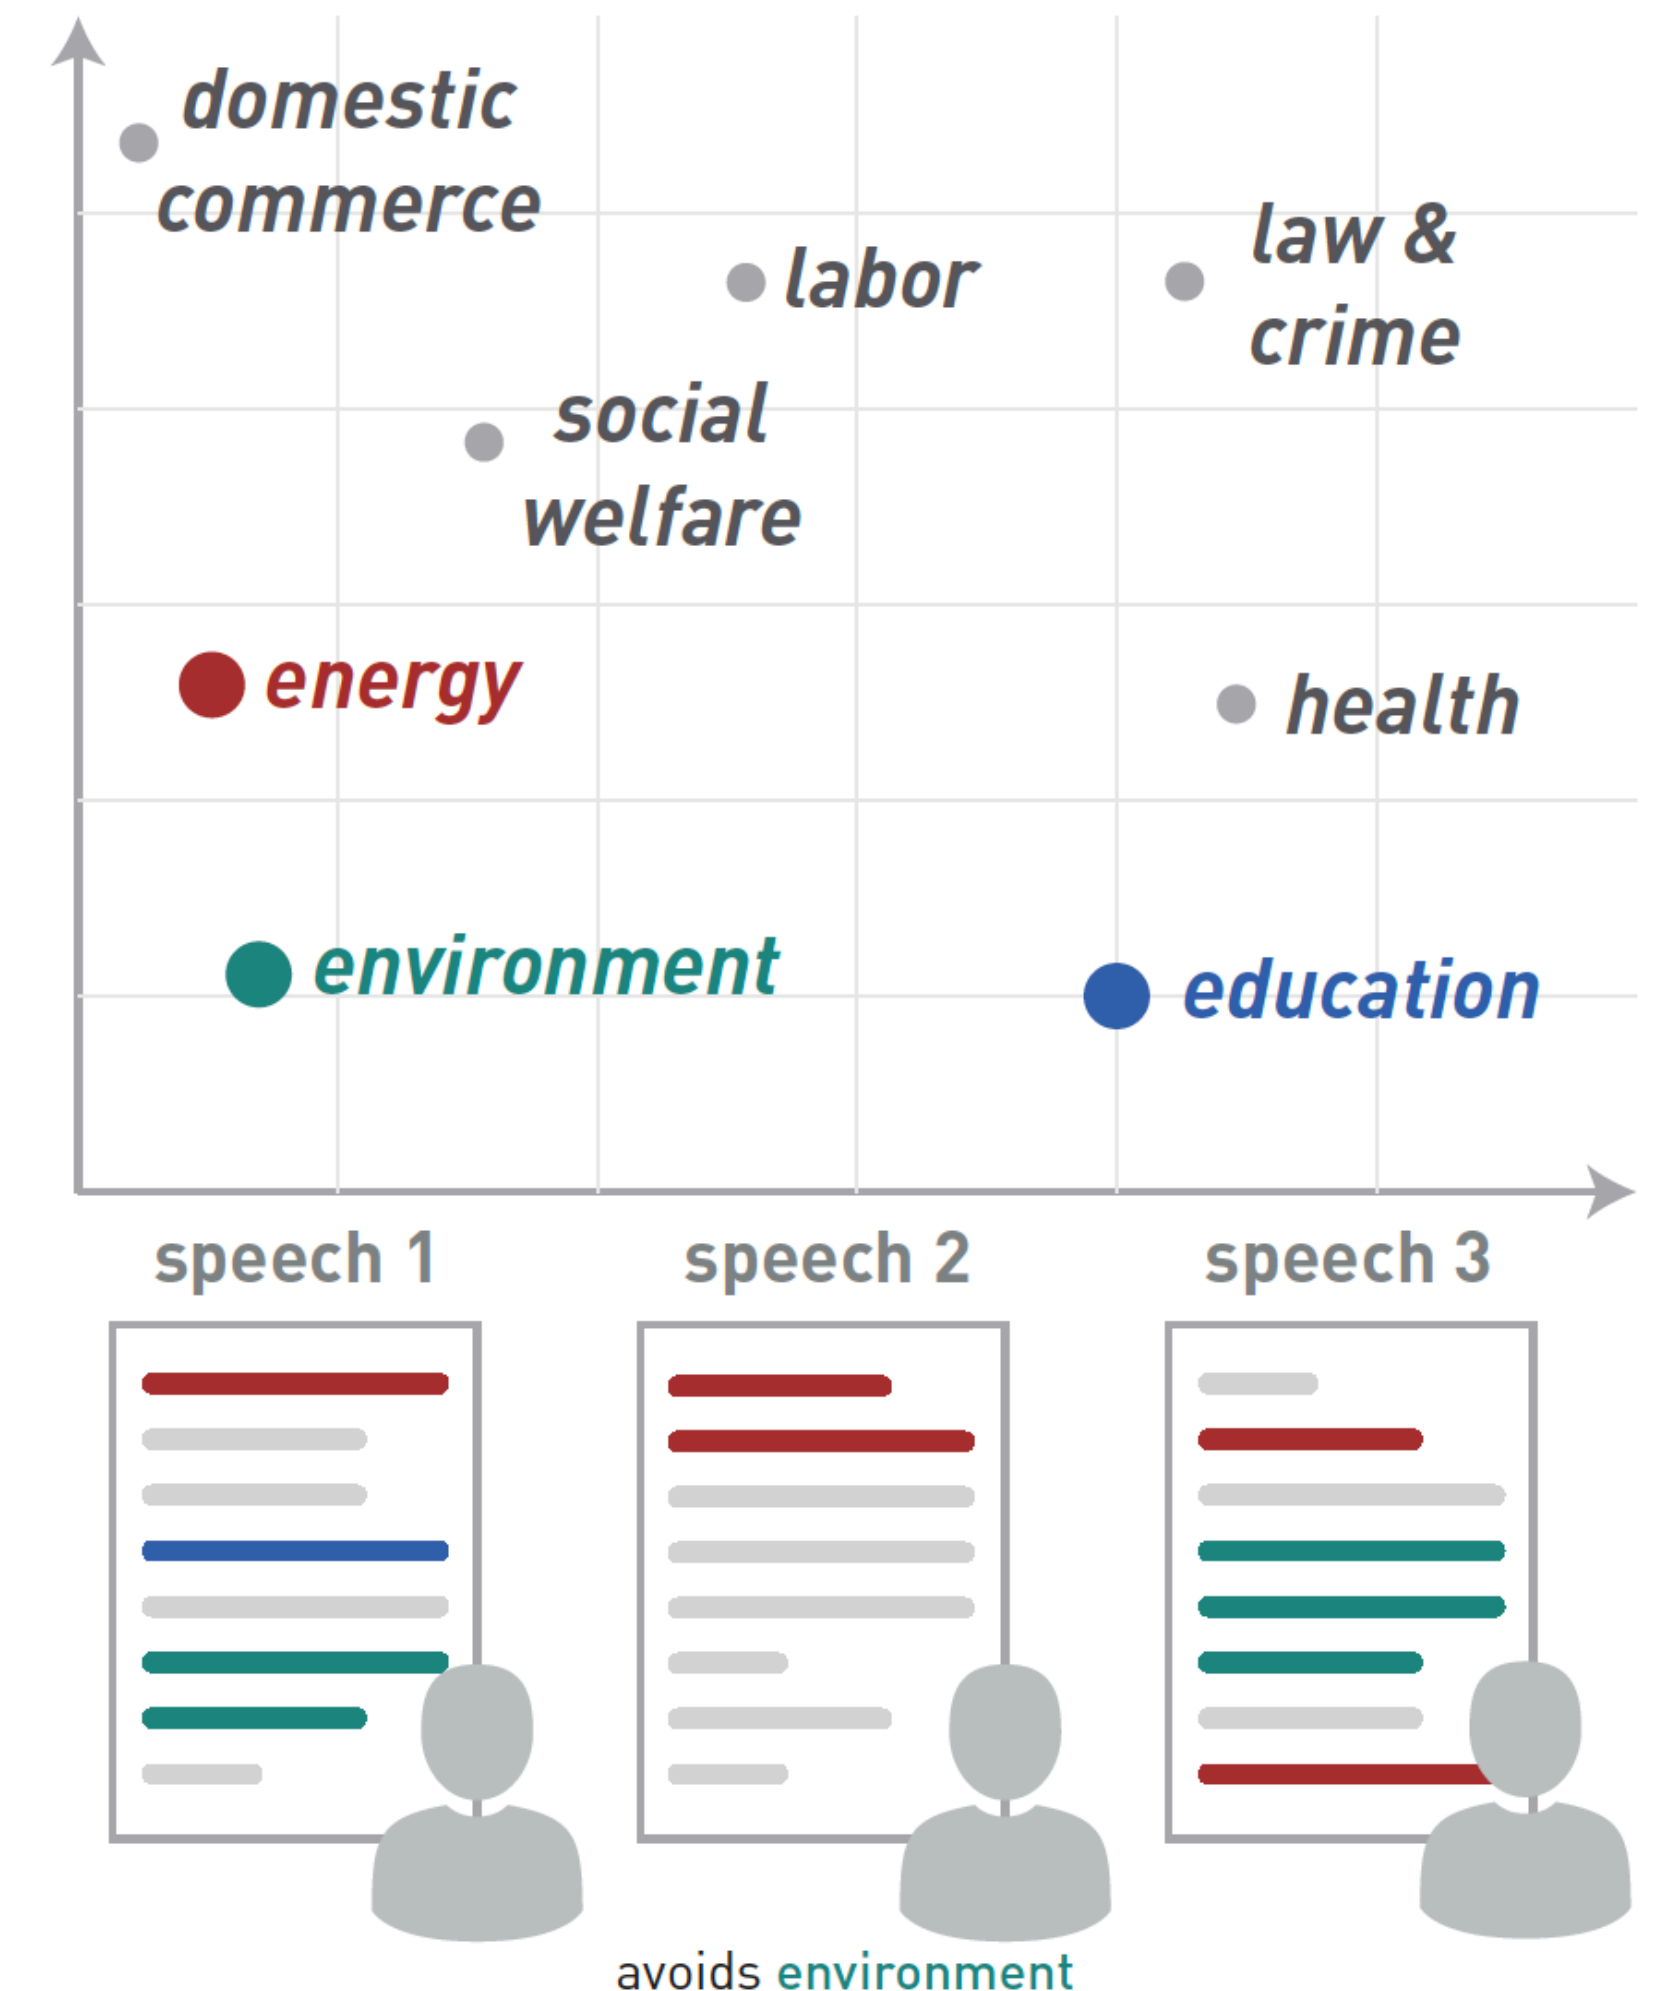 domestic
commerce
labor
law &
crime
social
welfare
energy
health
environment
education
speech 1
speech 2
speech 3
avoids environment